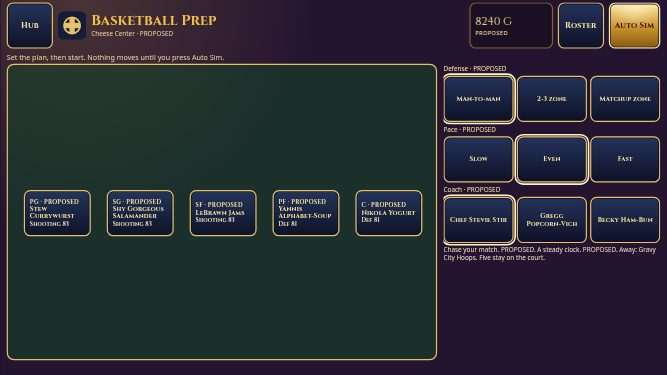 Hub
Basketball Prep
Cheese Center · PROPOSED
8240 G
PROPOSED
Roster
Auto Sim
Set the plan, then start. Nothing moves until you press Auto Sim.
Defense · PROPOSED
Man-to-man
2-3 zone
Matchup zone
Pace · PROPOSED
Slow
Even
Fast
Coach · PROPOSED
Chef Stevie Stir
Gregg
Popcorn-Vich
Becky Ham-Bun
Chase your match. PROPOSED. A steady clock. PROPOSED. Away: Gravy
City Hoops. Five stay on the court.
PG · PROPOSED
Stew
Currywurst
Shooting 83
SG · PROPOSED
Shy Gorgeous
Salamander
Shooting 83
SF · PROPOSED
LeBrawn Jams
Shooting 83
PF · PROPOSED
Yannis
Alphabet-Soup
Def 81
C · PROPOSED
Nikola Yogurt
Def 81